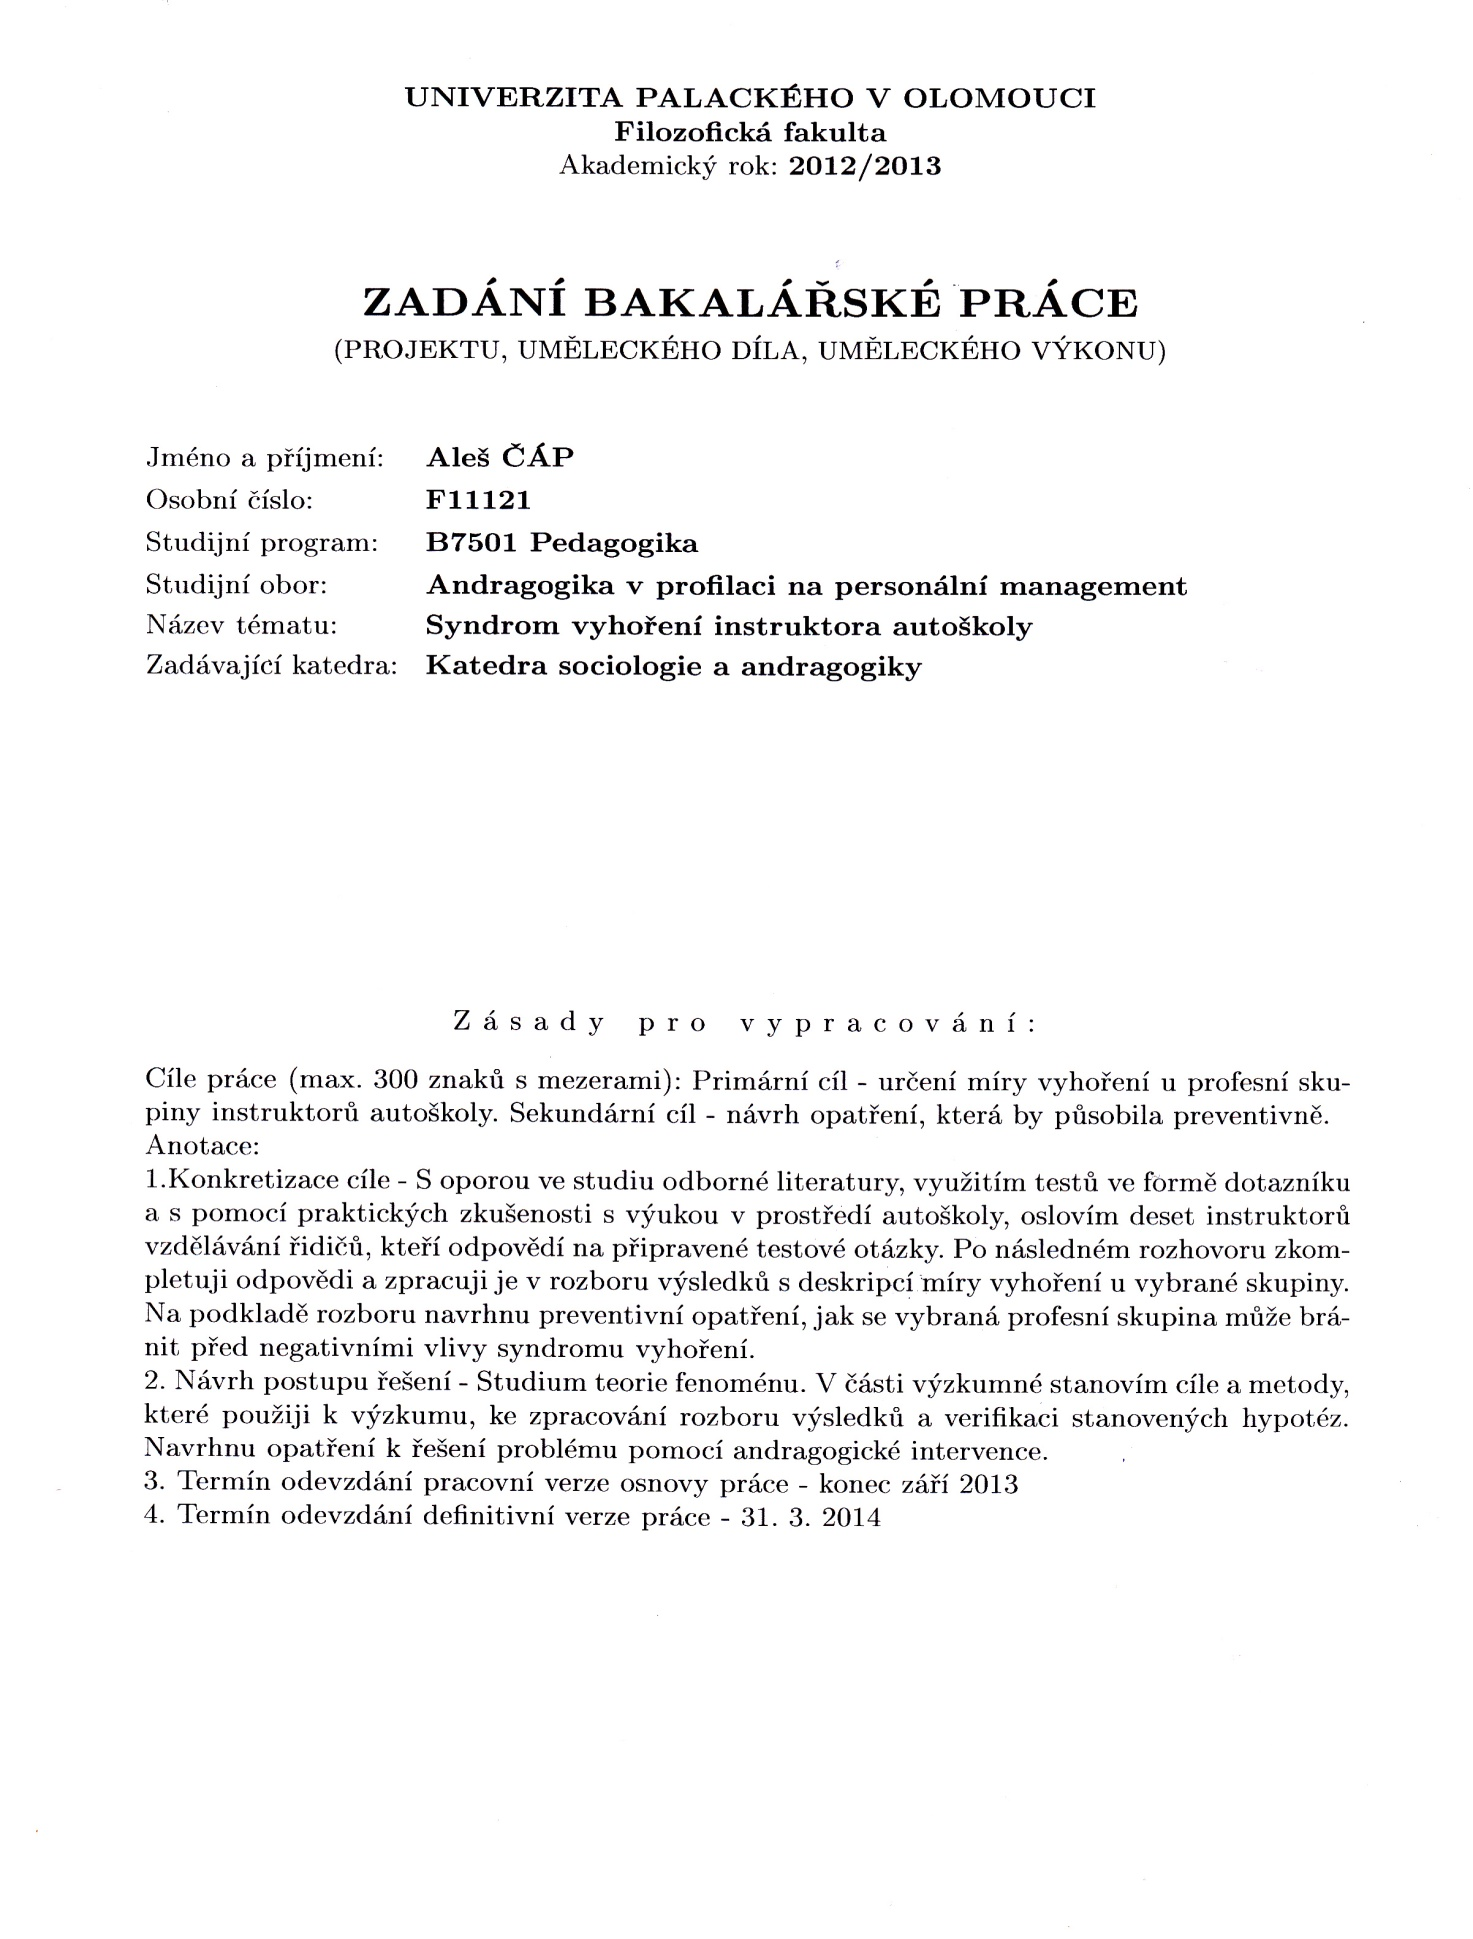 UNIVERZITA PALACKÉHO V OLOMOUCI
Filozofická fakulta
Akademický rok: 2012/2013
ZADÁNÍ BAKALÁŘSKÉ PRÁCE
(PROJEKTU, UMĚLECKÉHO DÍLA, UMĚLECKÉHO VÝKONU)
Jméno a příjmení: Aleš ČÁP
Osobní číslo: F11121
Studijní program: B7501 Pedagogika
Studijní obor: Andragogika v profilaci na personální management
Název tématu: Syndrom vyhoření instruktora autoškoly
Zadávající katedra: Katedra sociologie a andragogiky
Zásady pro vypracování:
Cíle práce (max. 300 znaků s mezerami): Primární cíl - určení míry vyhoření u profesní sku-
piny instruktorů autoškoly. Sekundární cíl - návrh opatření, která by působila preventivně.
Anotace:
1.Konkretizace cíle - S oporou ve studiu odborné literatury, využitím testů ve formě dotazníku
a s pomocí praktických zkušenosti s výukou v prostředí autoškoly, oslovím deset instruktorů
vzdělávání řidičů, kteří odpovědí na připravené testové otázky. Po následném rozhovoru zkom-
pletuji odpovědi a zpracuji je v rozboru výsledků s deskripcí míry vyhoření u vybrané skupiny.
Na podkladě rozboru navrhnu preventivní opatření, jak se vybraná profesní skupina může brá-
nit před negativními vlivy syndromu vyhoření.
2. Návrh postupu řešení - Studium teorie fenoménu. V části výzkumné stanovím cíle a metody,
které použiji k výzkumu, ke zpracování rozboru výsledků a verifikaci stanovených hypotéz.
Navrhnu opatření k řešení problému pomocí andragogické intervence.
3. Termín odevzdání pracovní verze osnovy práce - konec září 2013
4. Termín odevzdání definitivní verze práce - 31. 3. 2014